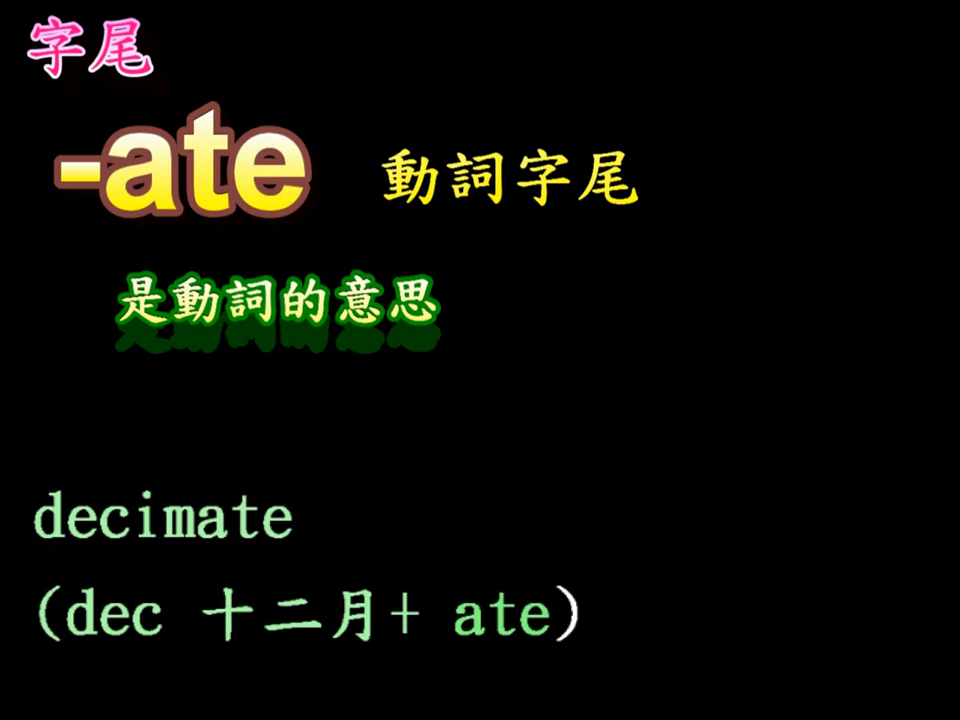 字尾
-ate 動詞字尾
是動詞的意思
decimate
(dec 十二月+ ate)